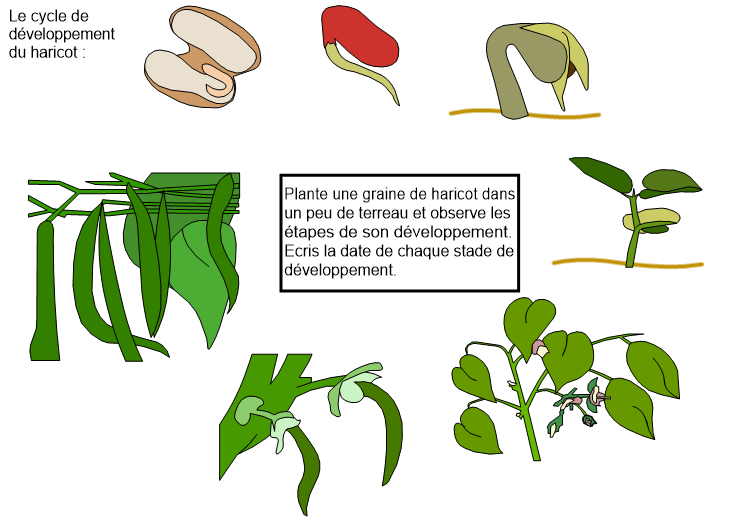 Le cycle de
développement
du haricot :
Plante une graine de haricot dans
un peu de terreau et observe les
étapes de son développement.
Ecris la date de chaque stade de
développement.